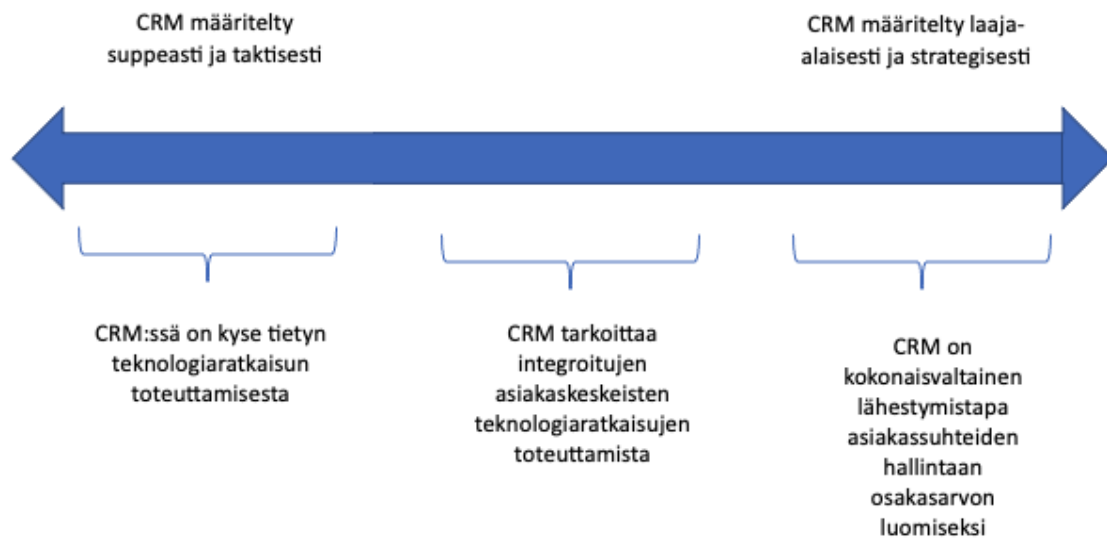 CRM määritelty
suppeasti ja taktisesti
CRM määritelty laaja-
alaisesti ja strategisesti
CRM:ssä on kyse tietyn
teknologiaratkaisun
toteuttamisesta
CRM tarkoittaa
integroitujen
asiakaskeskeisten
teknologiaratkaisujen
toteuttamista
CRM on
kokonaisvaltainen
lähestymistapa
asiakassuhteiden
hallintaan
osakasarvon
luomiseksi